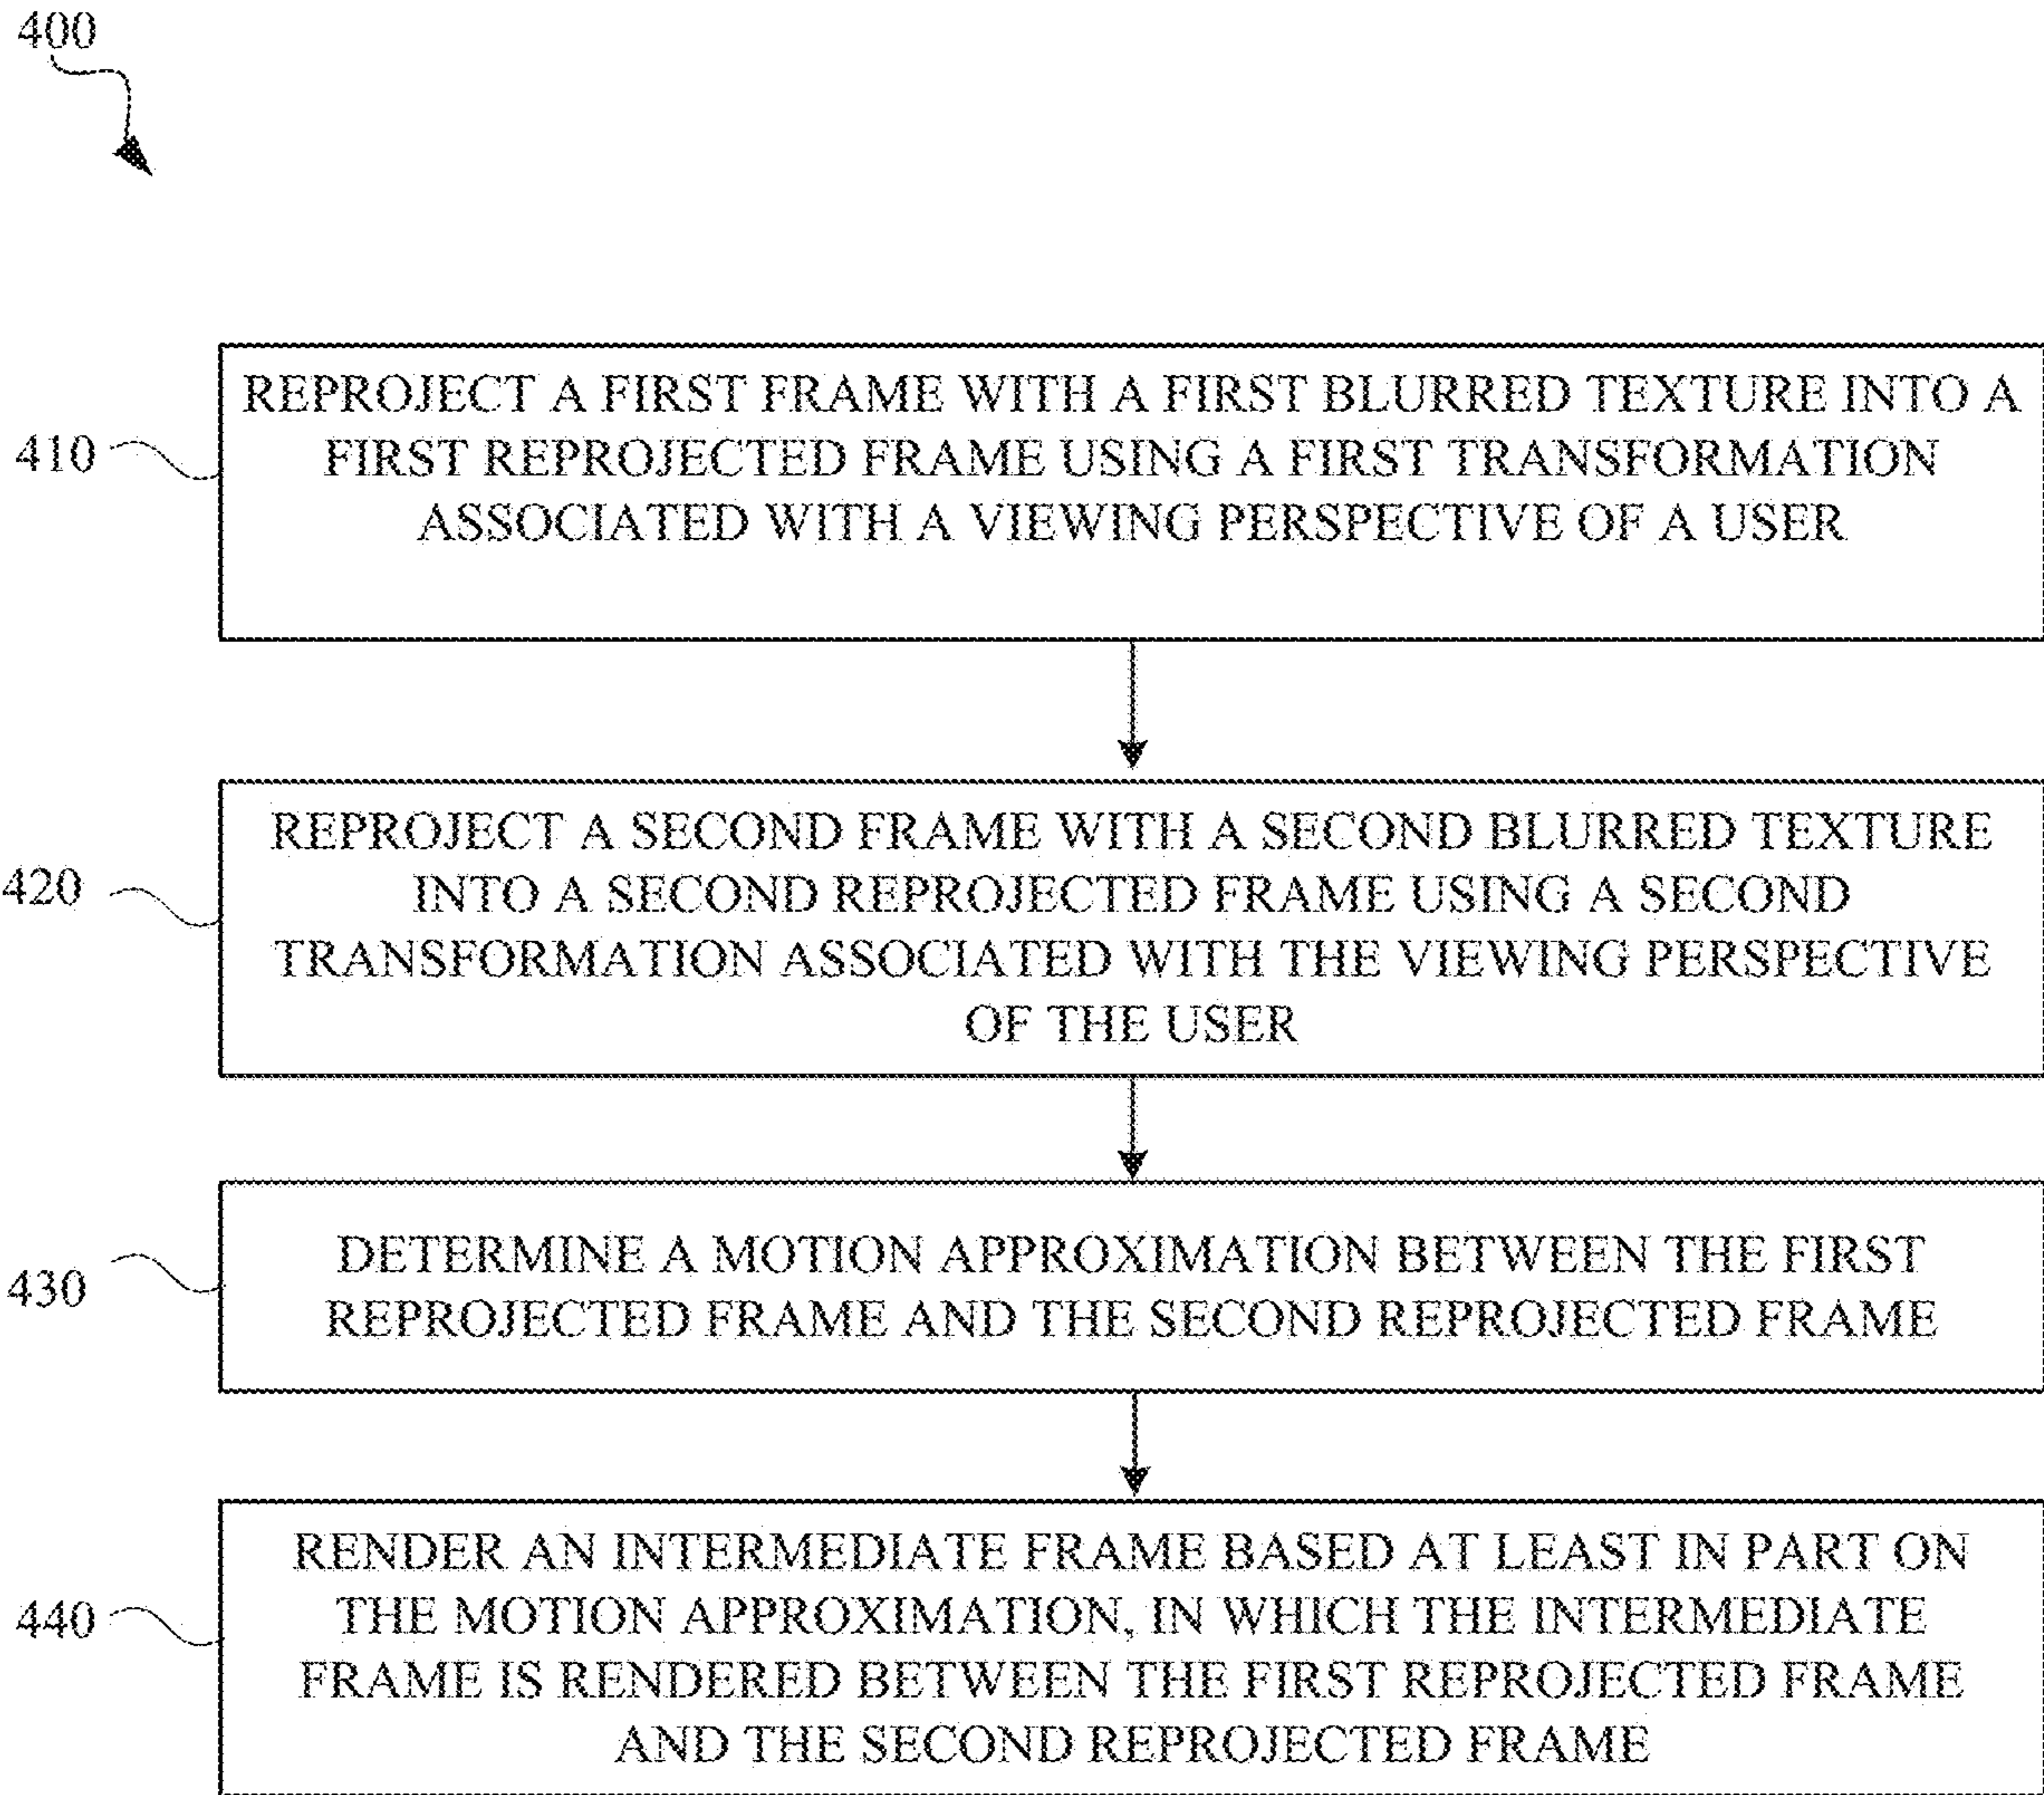 400
410
REPROJECT A FIRST FRAME WITH A FIRST BLURRED TEXTURE INTO A
FIRST REPROJECTED FRAME USING A FIRST TRANSFORMATION
ASSOCIATED WITH A VIEWING PERSPECTIVE OF A USER
420
REPROJECT A SECOND FRAME WITH A SECOND BLURRED TEXTURE
INTO A SECOND REPROJECTED FRAME USING A SECOND
TRANSFORMATION ASSOCIATED WITH THE VIEWING PERSPECTIVE
OF THE USER
430
DETERMINE A MOTION APPROXIMATION BETWEEN THE FIRST
REPROJECTED FRAME AND THE SECOND REPROJECTED FRAME
440
RENDER AN INTERMEDIATE FRAME BASED AT LEAST IN PART ON
THE MOTION APPROXIMATION, IN WHICH THE INTERMEDIATE
FRAME IS RENDERED BETWEEN THE FIRST REPROJECTED FRAME
AND THE SECOND REPROJECTED FRAME